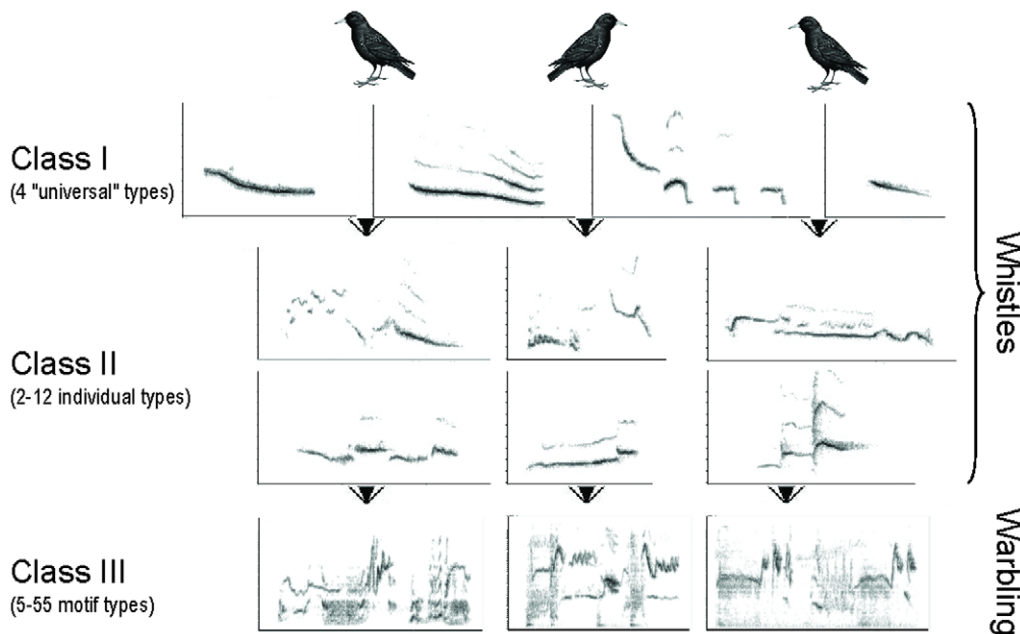 Class I
(4 "universal" types)
Whistles
Class II
(2-12 individual types)
Class III
(5-55 motif types)
Warbling